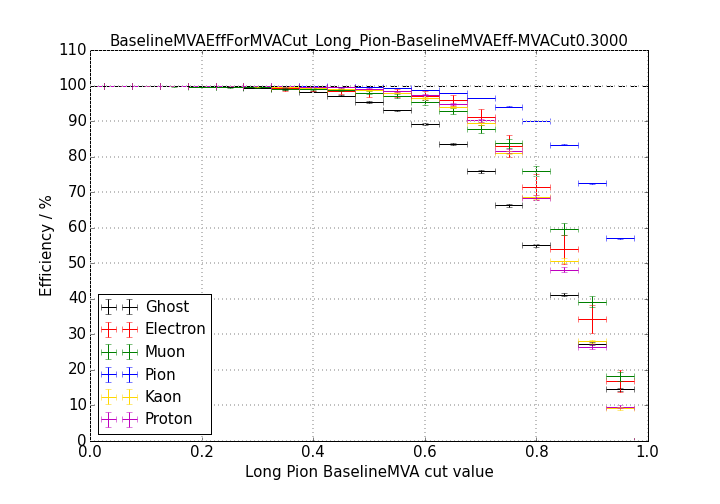 BaselineMVAEffForMVACut_Long_Pion-BaselineMVAEff-MVACut0.3000
110
100
90
80
70
60
50
40
30
20
10
0
Efficiency / %
Ghost
Electron
Muon
Pion
Kaon
Proton
0.0 0.2 0.4 0.6 0.8 1.0
Long Pion BaselineMVA cut value